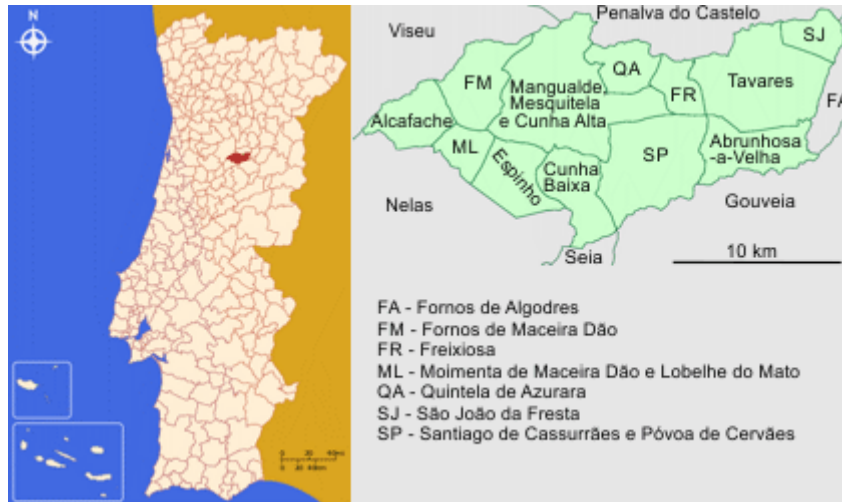 N
Viseu
Penalva do Castelo
SJ
QA
FM
Mangualde,
Mesquitela
e Cunha Alta
FR
Tavares
FA
Alcafache
ML
Espinho
Cunha
Baixa
SP
Abrunhosa
-a-Velha
Nelas
Gouveia
Seia
10 km
FA - Fornos de Algodres
FM - Fornos de Maceira Dão
FR - Freixiosa
ML - Moimenta de Maceira Dão e Lobelhe do Mato
QA - Quintela de Azurara
SJ - São João da Fresta
SP - Santiago de Cassurrães e Póvoa de Cervães